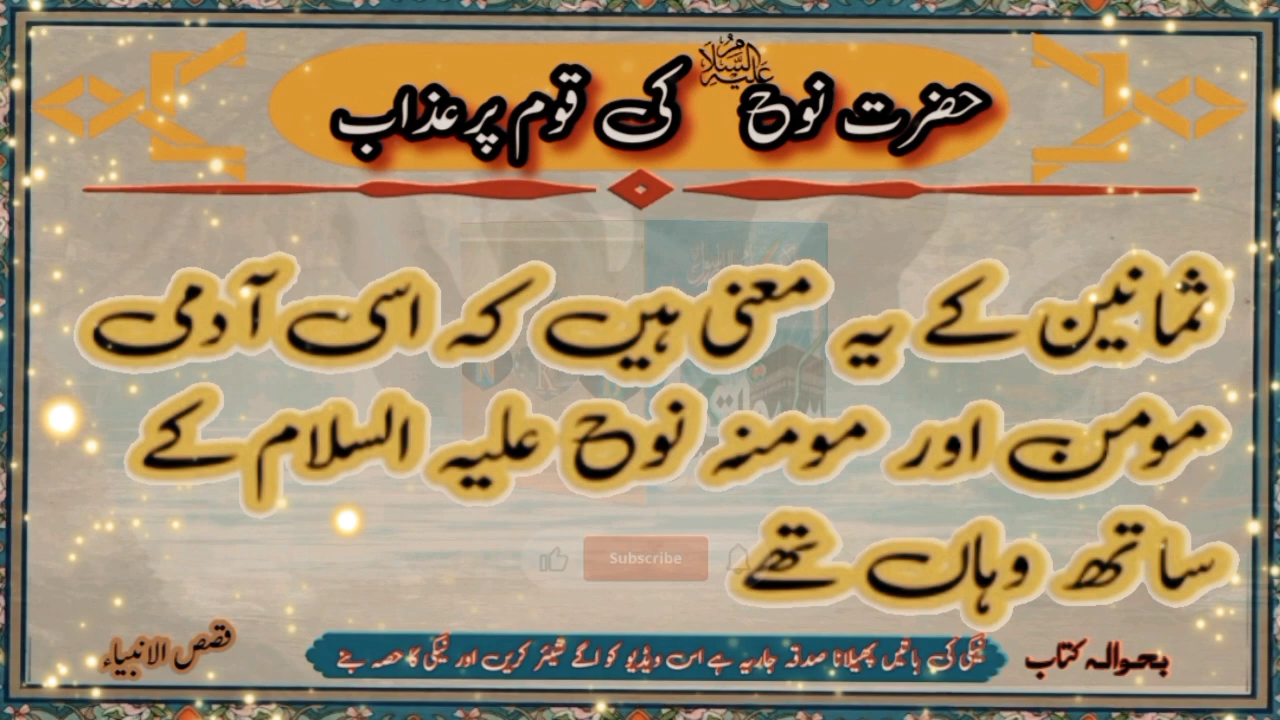 حضرت نوح علیہ السلام کی قوم پر عذاب
ثمانین کے یہ معنی ہیں کہ اسی آدمی
مومن اور مومنہ نوح علیہ السلام کے
ساتھ وہاں تھے
Subscribe
بحوالہ کتاب
نیکی کی باتیں پھیلانا صدقہ جاریہ ہے اس ویڈیو کو اگے شیئر کریں اور نیکی کا حصہ بنے
قصص الانبیاء